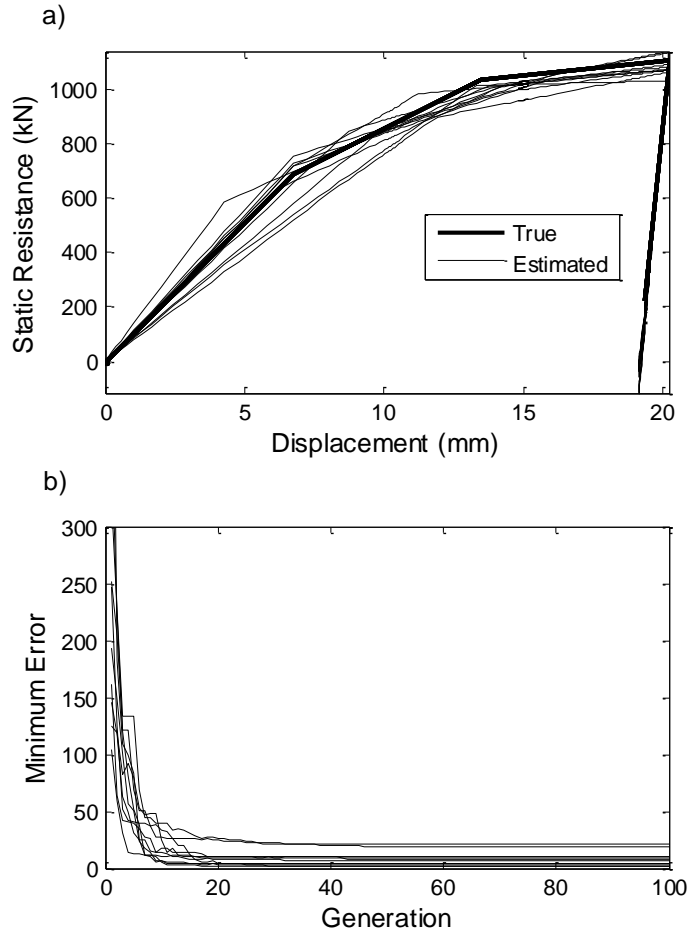 a)
1000
800
600
400
200
0
Static Resistance (kN)
True
Estimated
0 5 10 15 20
Displacement (mm)
b)
300
250
200
150
100
50
0
Minimum Error
0 20 40 60 80 100
Generation